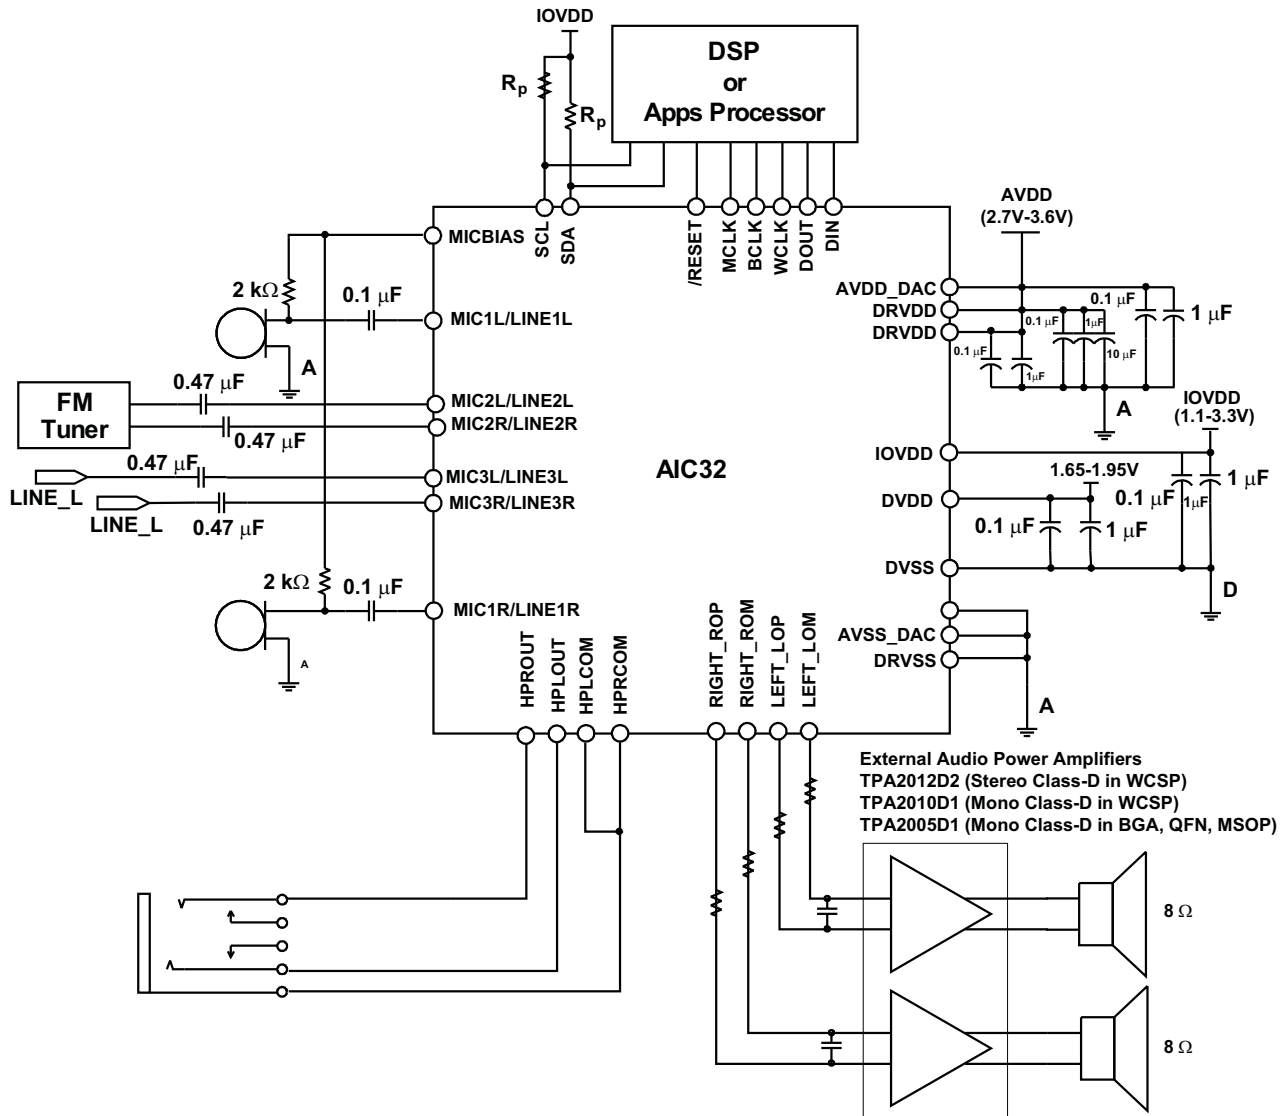 IOVDD
DSP
or
Apps Processor
Rp
Rp
SCL
SDA
/RESET
MCLK
BCLK
WCLK
DOUT
DIN
AVDD
(2.7V-3.6V)
MICBIAS
2 kΩ
0.1 μF
MIC1L/LINE1L
A
AVDD_DAC
DRVDD
DRVDD
0.1 μF
1 μF
0.1 μF
1μF
10 μF
0.1 μF
1μF
A
FM
Tuner
0.47 μF
0.47 μF
MIC2L/LINE2L
MIC2R/LINE2R
IOVDD
(1.1-3.3V)
0.47 μF
LINE_L
LINE_L
0.47 μF
MIC3L/LINE3L
MIC3R/LINE3R
AIC32
IOVDD
1.65-1.95V
DVDD
0.1 μF
1 μF
0.1 μF
1μF
1 μF
DVSS
D
2 kΩ
0.1 μF
MIC1R/LINE1R
A
AVSS_DAC
DRVSS
A
HPROUT
HPLOUT
HPLCOM
HPRCOM
RIGHT_ROP
RIGHT_ROM
LEFT_LOP
LEFT_LOM
External Audio Power Amplifiers
TPA2012D2 (Stereo Class-D in WCSP)
TPA2010D1 (Mono Class-D in WCSP)
TPA2005D1 (Mono Class-D in BGA, QFN, MSOP)
8 Ω
8 Ω